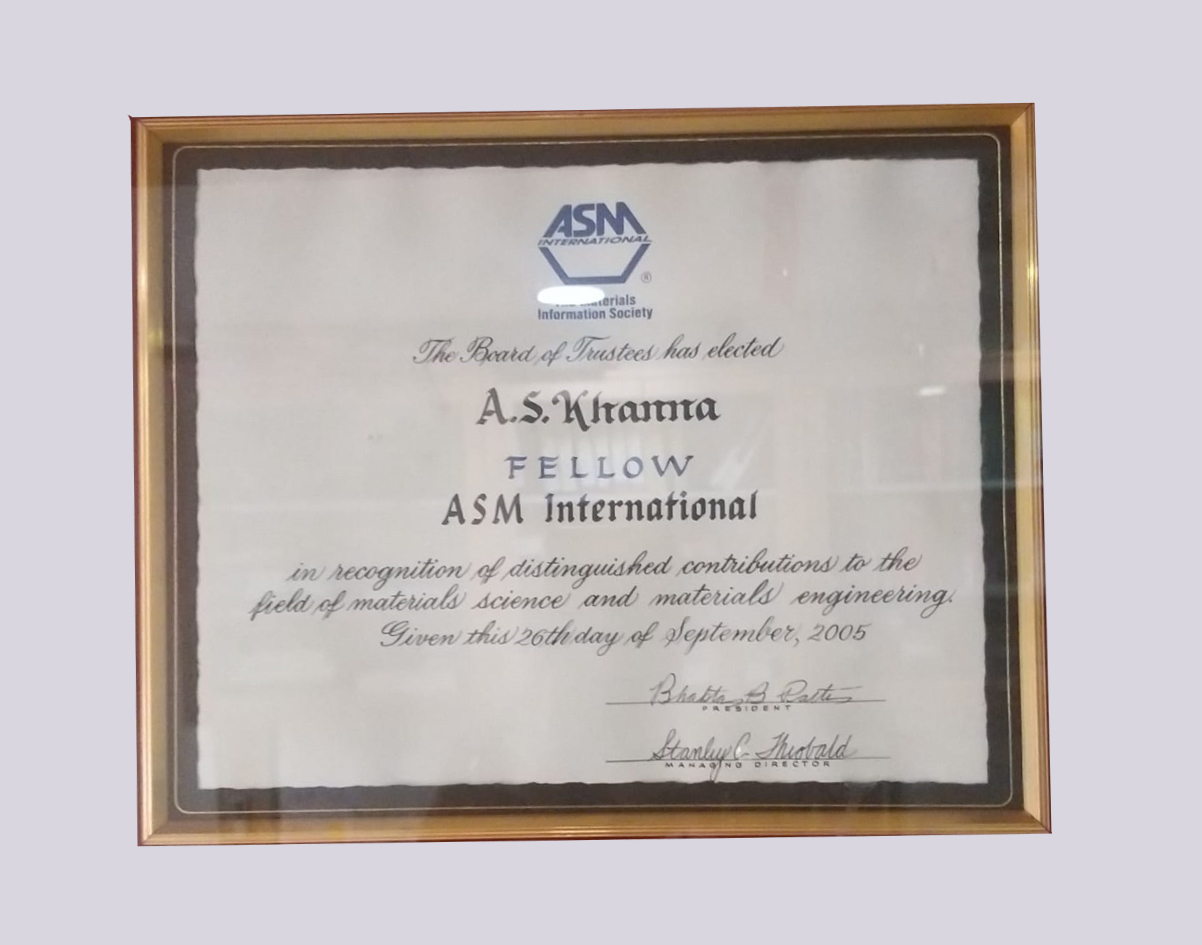 ASM
INTERNATIONAL
®
Materials
Information Society
The Board of Trustees has elected
A.S. Khanna
FELLOW
ASM International
in recognition of distinguished contributions to the
field of materials science and materials engineering.
Given this 26th day of September, 2005
Bhakta B
PRESIDENT
Stanley C. Theobald
MANAGING DIRECTOR